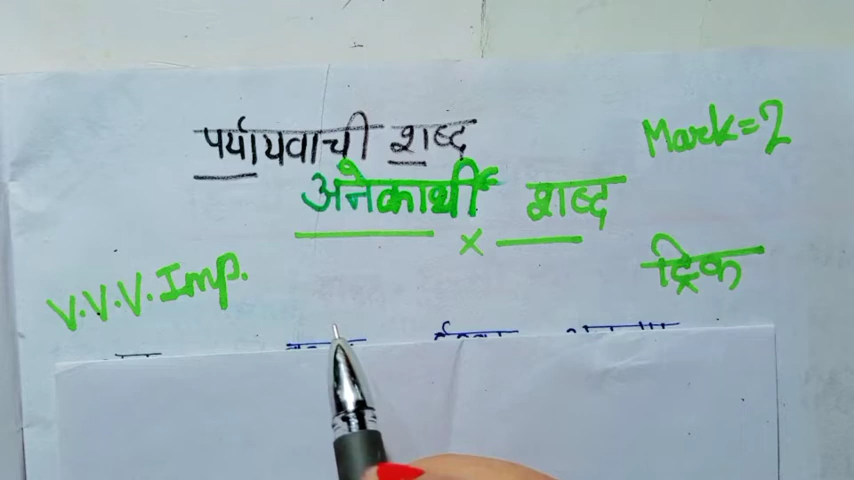 पर्यायवाची शब्द
Mark=2
अनेकार्थी शब्द
×
ट्रिक
V.V.V.Imp.